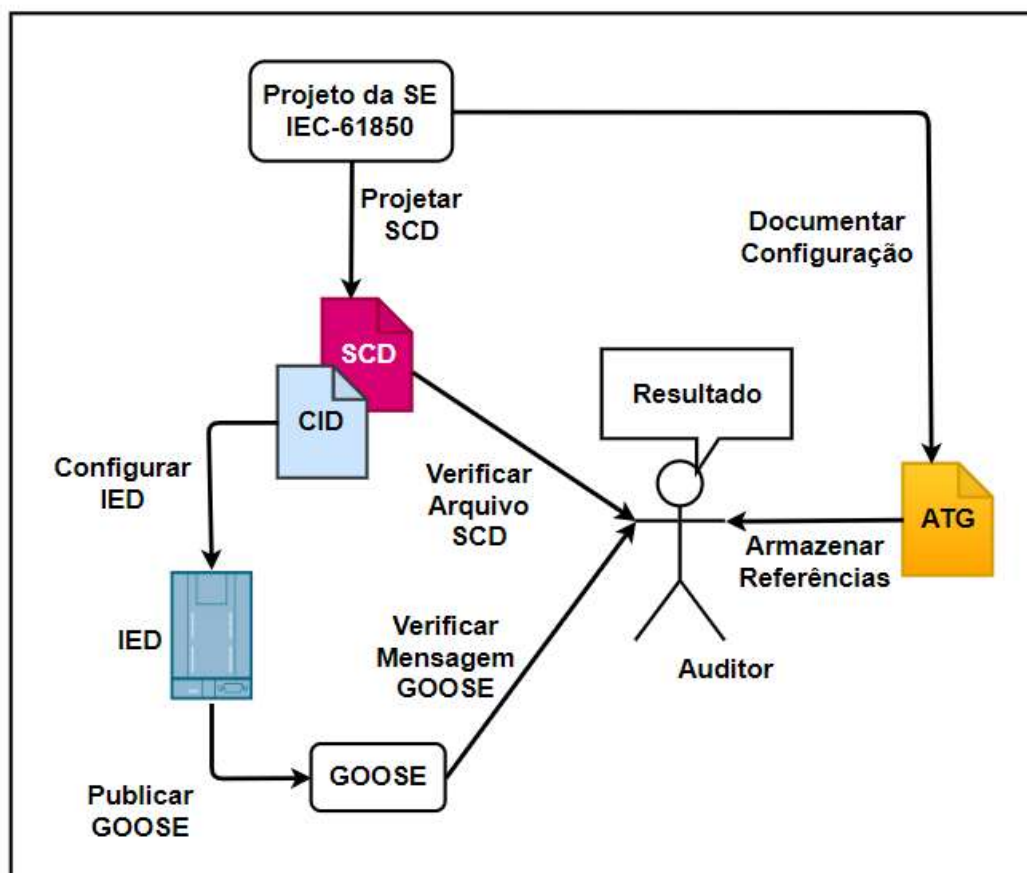 Projeto da SE
IEC-61850
Projetar
SCD
Documentar
Configuração
SCD
CID
Resultado
Configurar
IED
Verificar
Arquivo
SCD
ATG
Armazenar
Referências
IED
Verificar
Mensagem
GOOSE
Auditor
GOOSE
Publicar
GOOSE